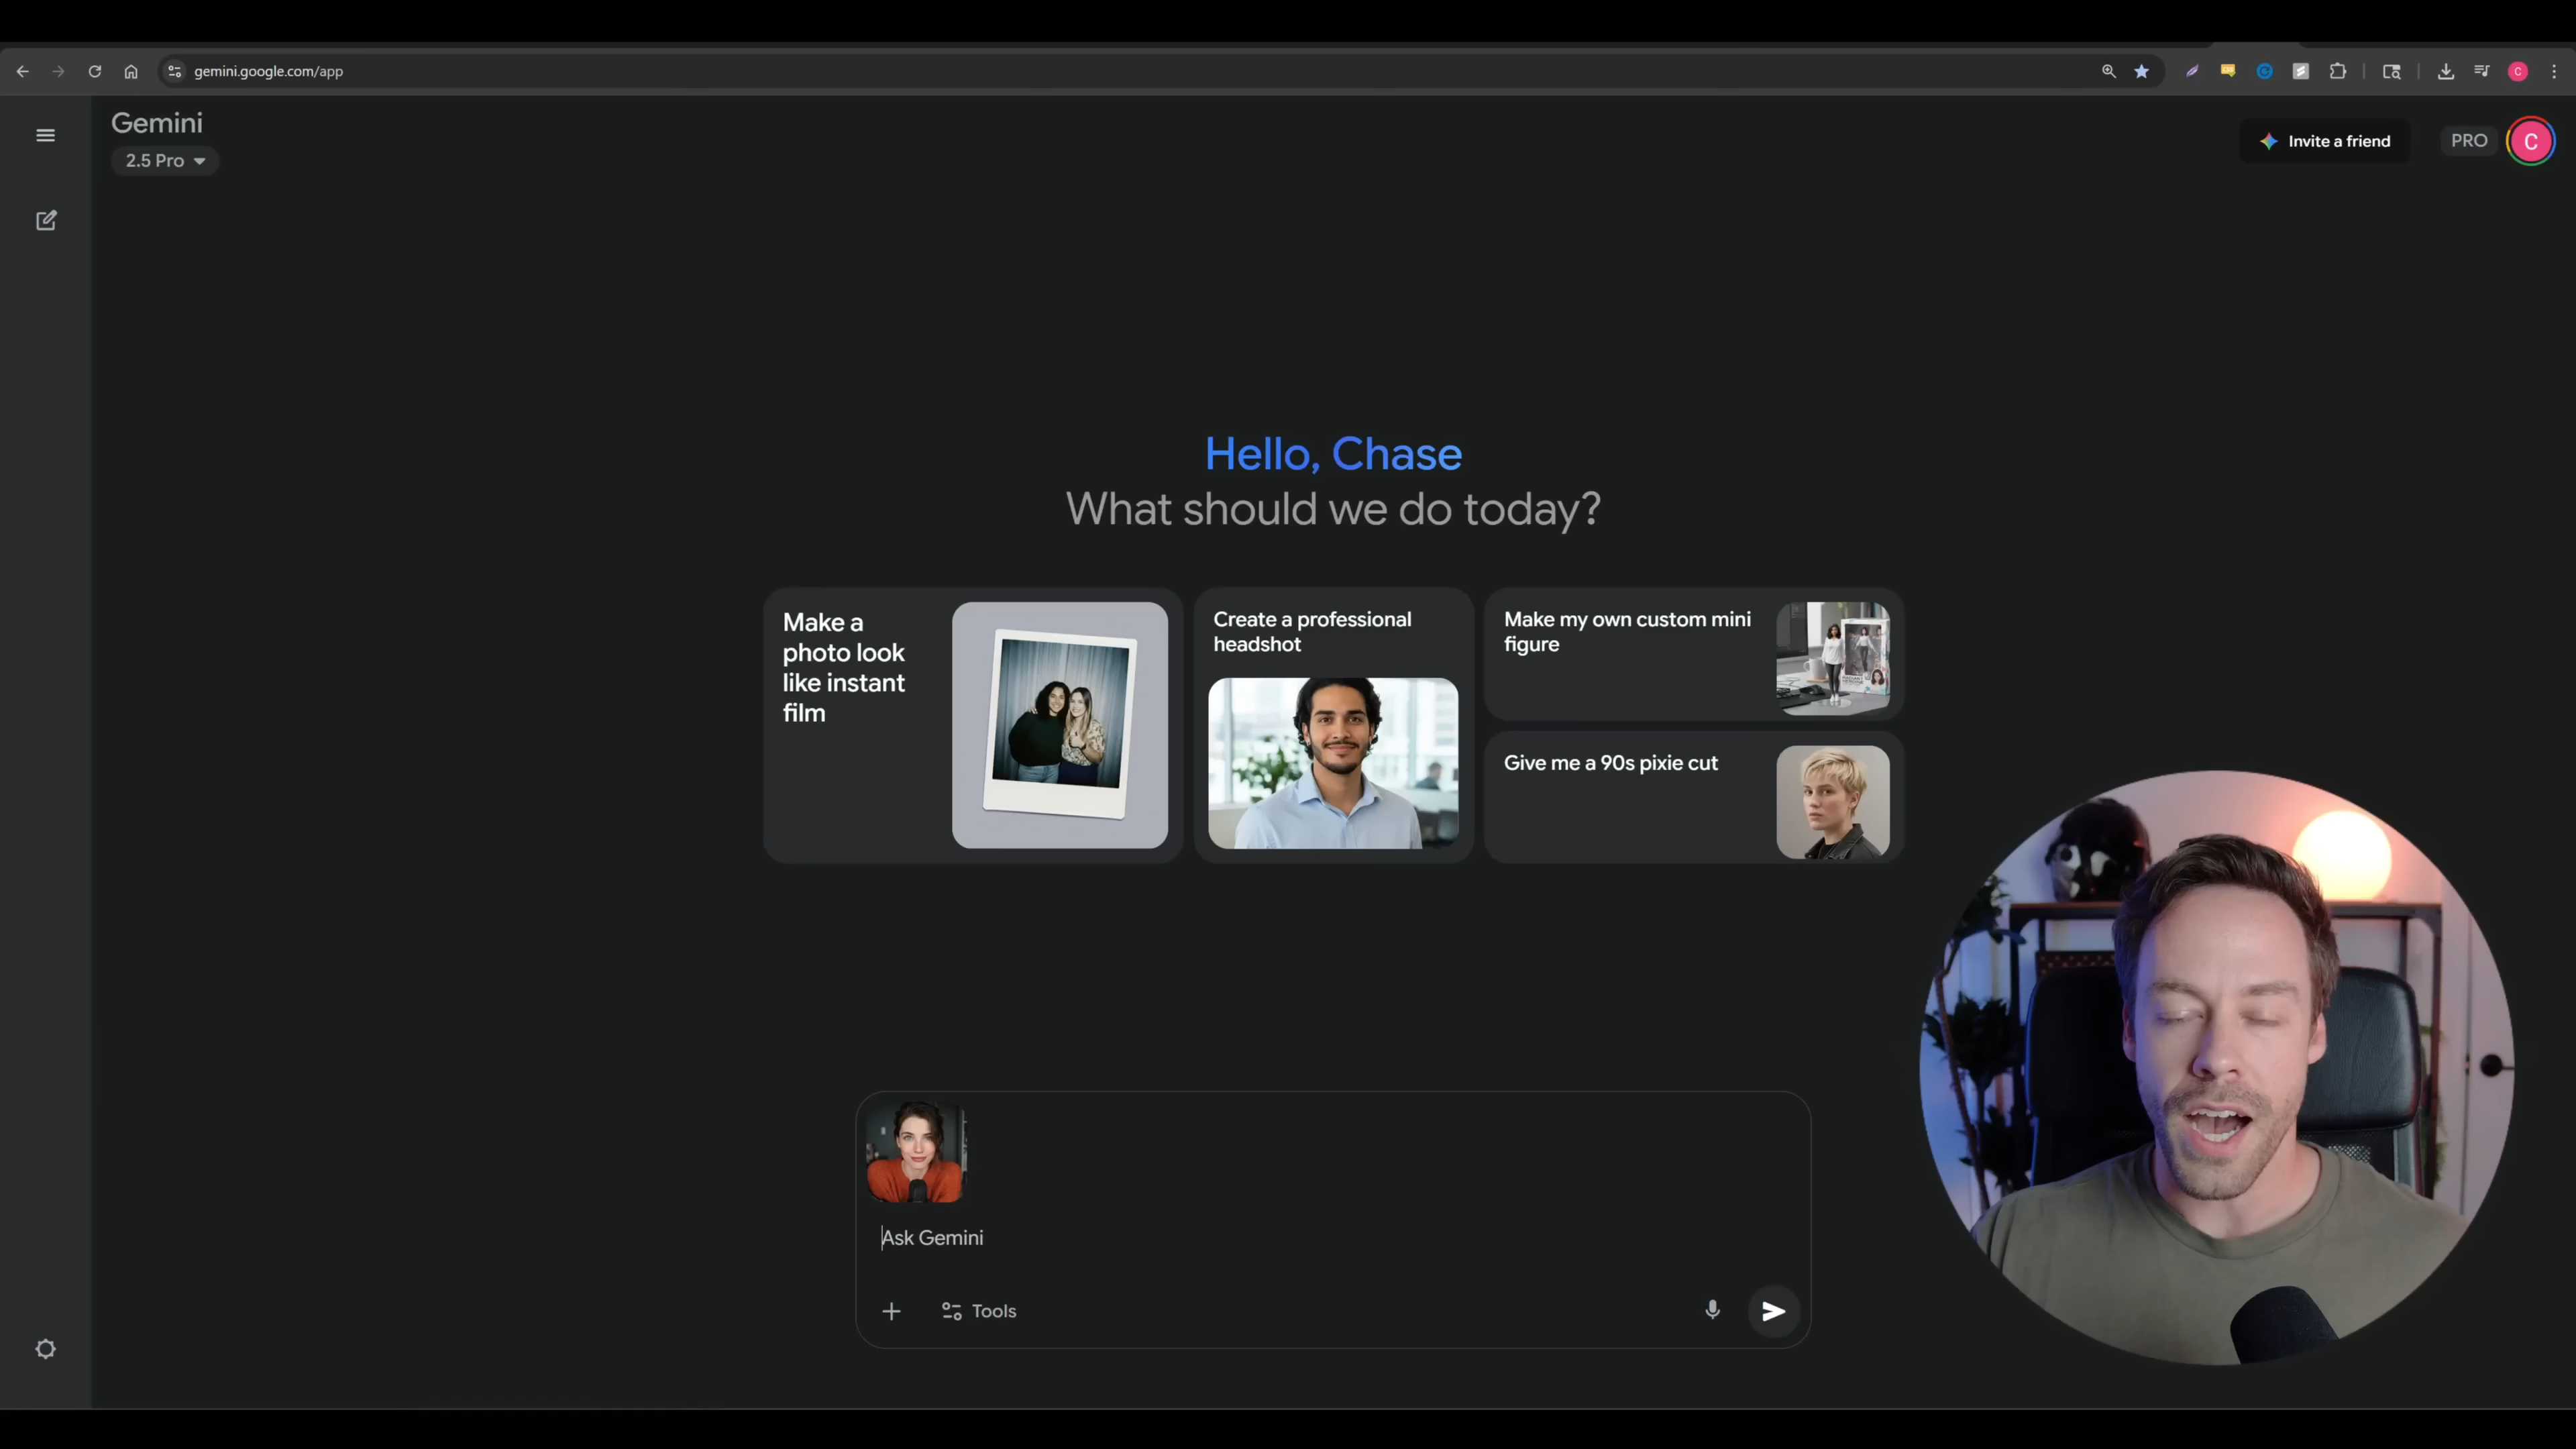 gemini.google.com/app
C
Gemini
2.5 Pro
Invite a friend
PRO
C
Hello, Chase
What should we do today?
Make a
photo look
like instant
film
Create a professional
headshot
Make my own custom mini
figure
Give me a 90s pixie cut
Ask Gemini
Tools